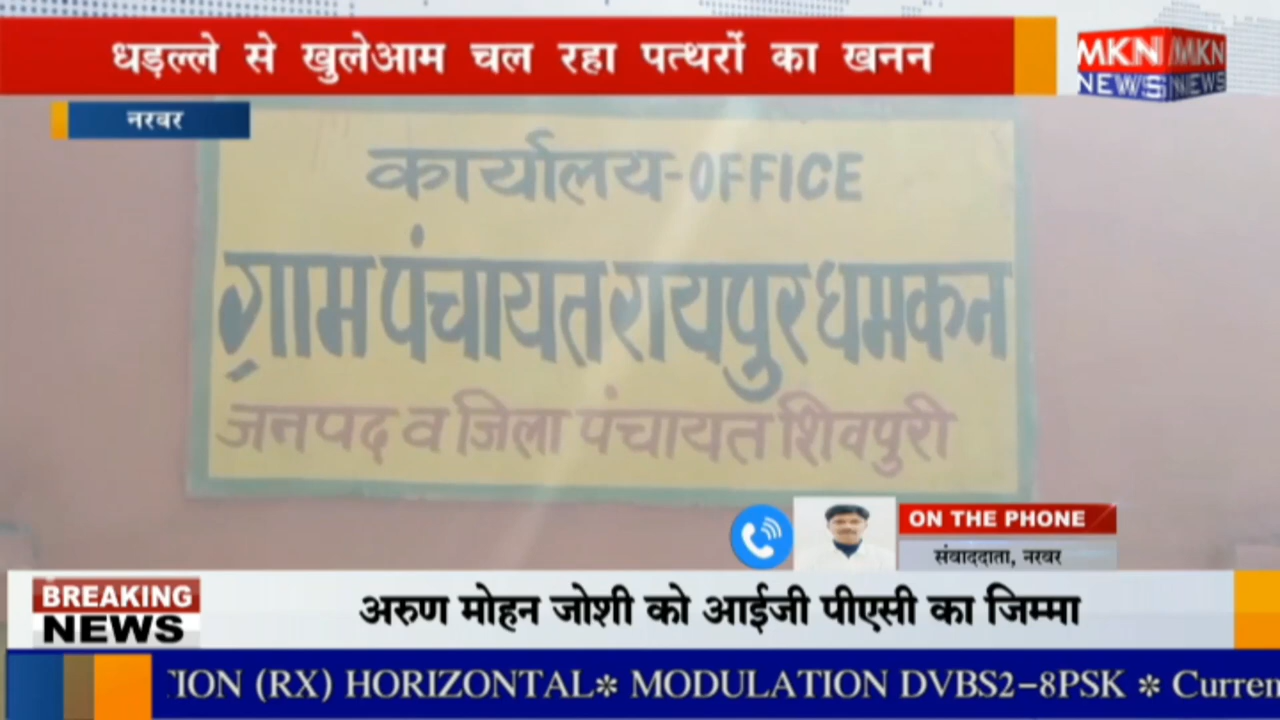 धड़ल्ले से खुलेआम चल रहा पत्थरों का खनन
MKN MKN
NEWS NEWS
नरवर
कार्यालय-OFFICE
ग्राम पंचायत रायपुर धमकन
जनपद व जिला पंचायत शिवपुरी
ON THE PHONE
संवाददाता, नरवर
BREAKING
NEWS
अरुण मोहन जोशी को आईजी पीएसी का जिम्मा
TION (RX) HORIZONTAL* MODULATION DVBS2-8PSK * Curren